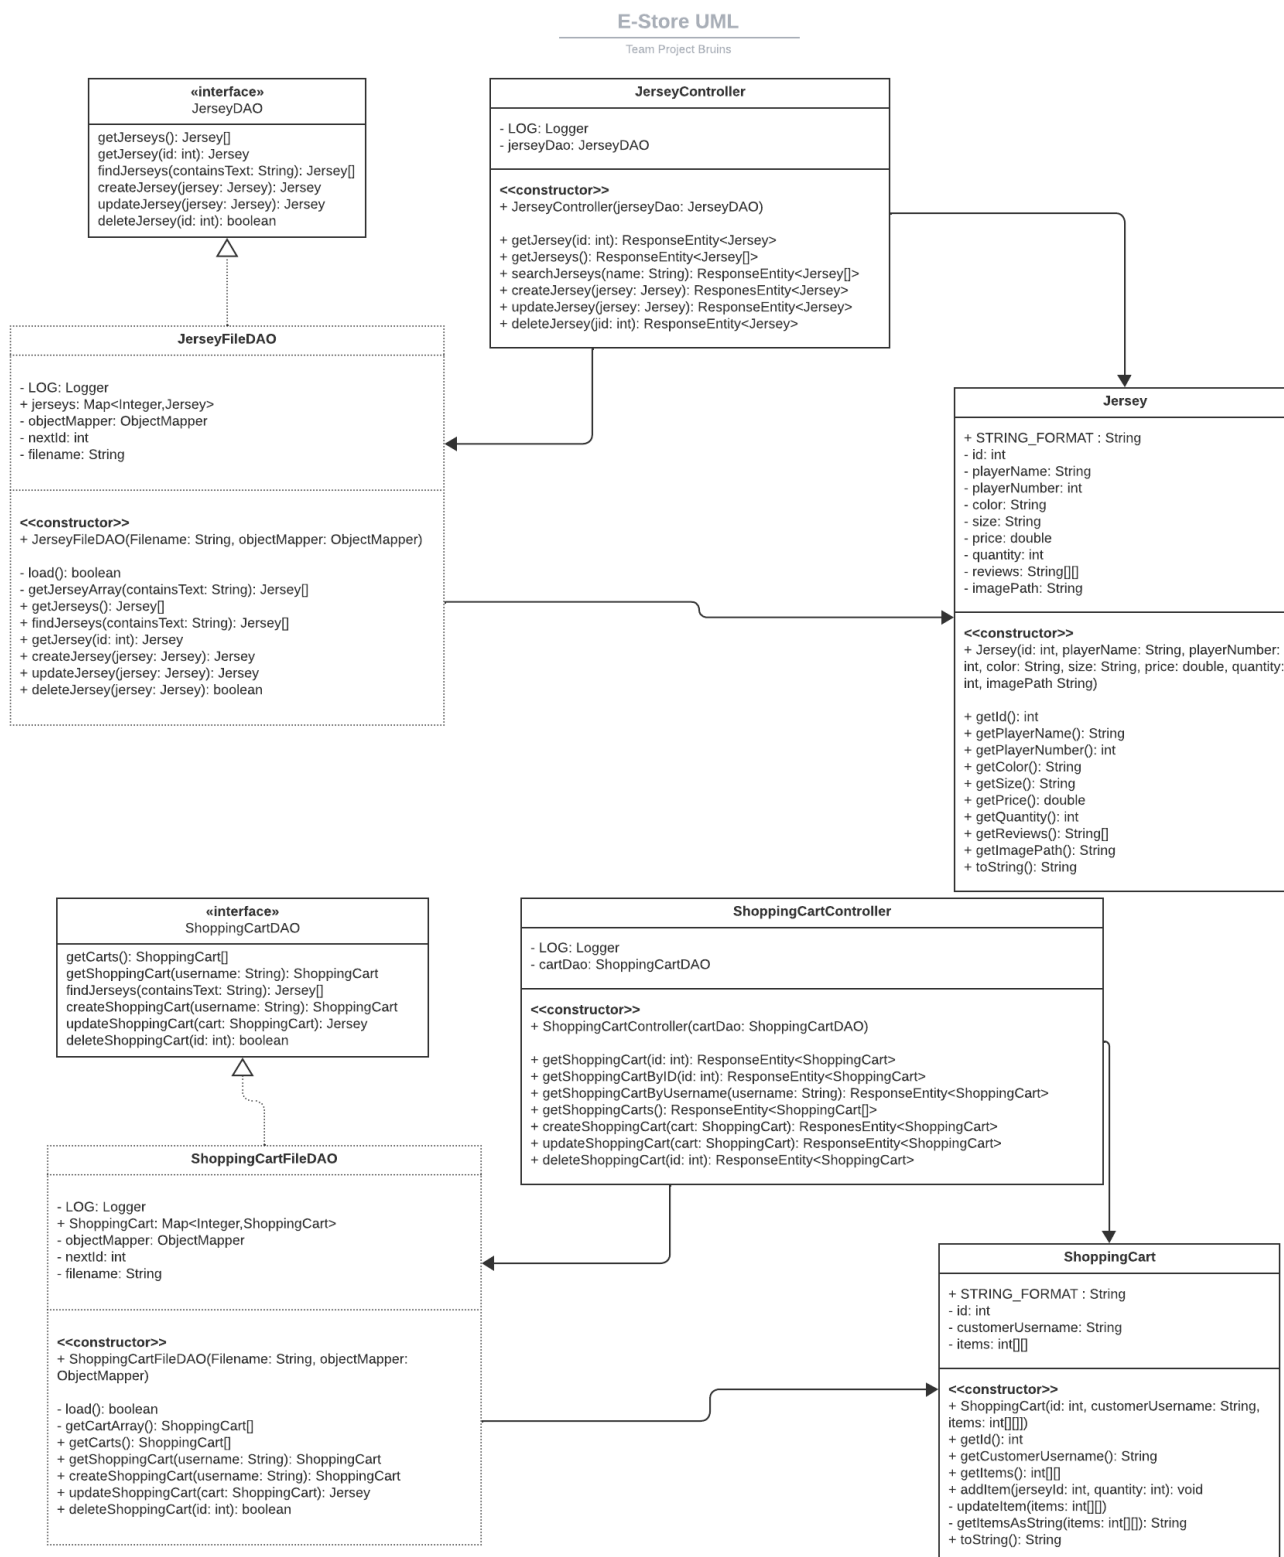 E-Store UML
Team Project Bruins
«interface»
JerseyDAO
getJerseys(): Jersey[]
getJersey(id: int): Jersey
findJerseys(containsText: String): Jersey[]
createJersey(jersey: Jersey): Jersey
updateJersey(jersey: Jersey): Jersey
deleteJersey(id: int): boolean
JerseyController
- LOG: Logger
- jerseyDao: JerseyDAO
<<constructor>>
+ JerseyController(jerseyDao: JerseyDAO)
+ getJersey(id: int): ResponseEntity<Jersey>
+ getJerseys(): ResponseEntity<Jersey[]>
+ searchJerseys(name: String): ResponseEntity<Jersey[]>
+ createJersey(jersey: Jersey): ResponesEntity<Jersey>
+ updateJersey(jersey: Jersey): ResponseEntity<Jersey>
+ deleteJersey(jid: int): ResponseEntity<Jersey>
JerseyFileDAO
- LOG: Logger
+ jerseys: Map<Integer,Jersey>
- objectMapper: ObjectMapper
- nextId: int
- filename: String
<<constructor>>
+ JerseyFileDAO(Filename: String, objectMapper: ObjectMapper)
- load(): boolean
- getJerseyArray(containsText: String): Jersey[]
+ getJerseys(): Jersey[]
+ findJerseys(containsText: String): Jersey[]
+ getJersey(id: int): Jersey
+ createJersey(jersey: Jersey): Jersey
+ updateJersey(jersey: Jersey): Jersey
+ deleteJersey(jersey: Jersey): boolean
Jersey
+ STRING_FORMAT : String
- id: int
- playerName: String
- playerNumber: int
- color: String
- size: String
- price: double
- quantity: int
- reviews: String[][]
- imagePath: String
<<constructor>>
+ Jersey(id: int, playerName: String, playerNumber:
int, color: String, size: String, price: double, quantity:
int, imagePath String)
+ getId(): int
+ getPlayerName(): String
+ getPlayerNumber(): int
+ getColor(): String
+ getSize(): String
+ getPrice(): double
+ getQuantity(): int
+ getReviews(): String[]
+ getImagePath(): String
+ toString(): String
«interface»
ShoppingCartDAO
getCarts(): ShoppingCart[]
getShoppingCart(username: String): ShoppingCart
findJerseys(containsText: String): Jersey[]
createShoppingCart(username: String): ShoppingCart
updateShoppingCart(cart: ShoppingCart): Jersey
deleteShoppingCart(id: int): boolean
ShoppingCartController
- LOG: Logger
- cartDao: ShoppingCartDAO
<<constructor>>
+ ShoppingCartController(cartDao: ShoppingCartDAO)
+ getShoppingCart(id: int): ResponseEntity<ShoppingCart>
+ getShoppingCartByID(id: int): ResponseEntity<ShoppingCart>
+ getShoppingCartByUsername(username: String): ResponseEntity<ShoppingCart>
+ getShoppingCarts(): ResponseEntity<ShoppingCart[]>
+ createShoppingCart(cart: ShoppingCart): ResponesEntity<ShoppingCart>
+ updateShoppingCart(cart: ShoppingCart): ResponseEntity<ShoppingCart>
+ deleteShoppingCart(id: int): ResponseEntity<ShoppingCart>
ShoppingCartFileDAO
- LOG: Logger
+ ShoppingCart: Map<Integer,ShoppingCart>
- objectMapper: ObjectMapper
- nextId: int
- filename: String
<<constructor>>
+ ShoppingCartFileDAO(Filename: String, objectMapper:
ObjectMapper)
- load(): boolean
- getCartArray(): ShoppingCart[]
+ getCarts(): ShoppingCart[]
+ getShoppingCart(username: String): ShoppingCart
+ createShoppingCart(username: String): ShoppingCart
+ updateShoppingCart(cart: ShoppingCart): Jersey
+ deleteShoppingCart(id: int): boolean
ShoppingCart
+ STRING_FORMAT : String
- id: int
- customerUsername: String
- items: int[][]
<<constructor>>
+ ShoppingCart(id: int, customerUsername: String,
items: int[][]])
+ getId(): int
+ getCustomerUsername(): String
+ getItems(): int[][]
+ addItem(jerseyId: int, quantity: int): void
- updateItem(items: int[][])
- getItemsAsString(items: int[][]): String
+ toString(): String